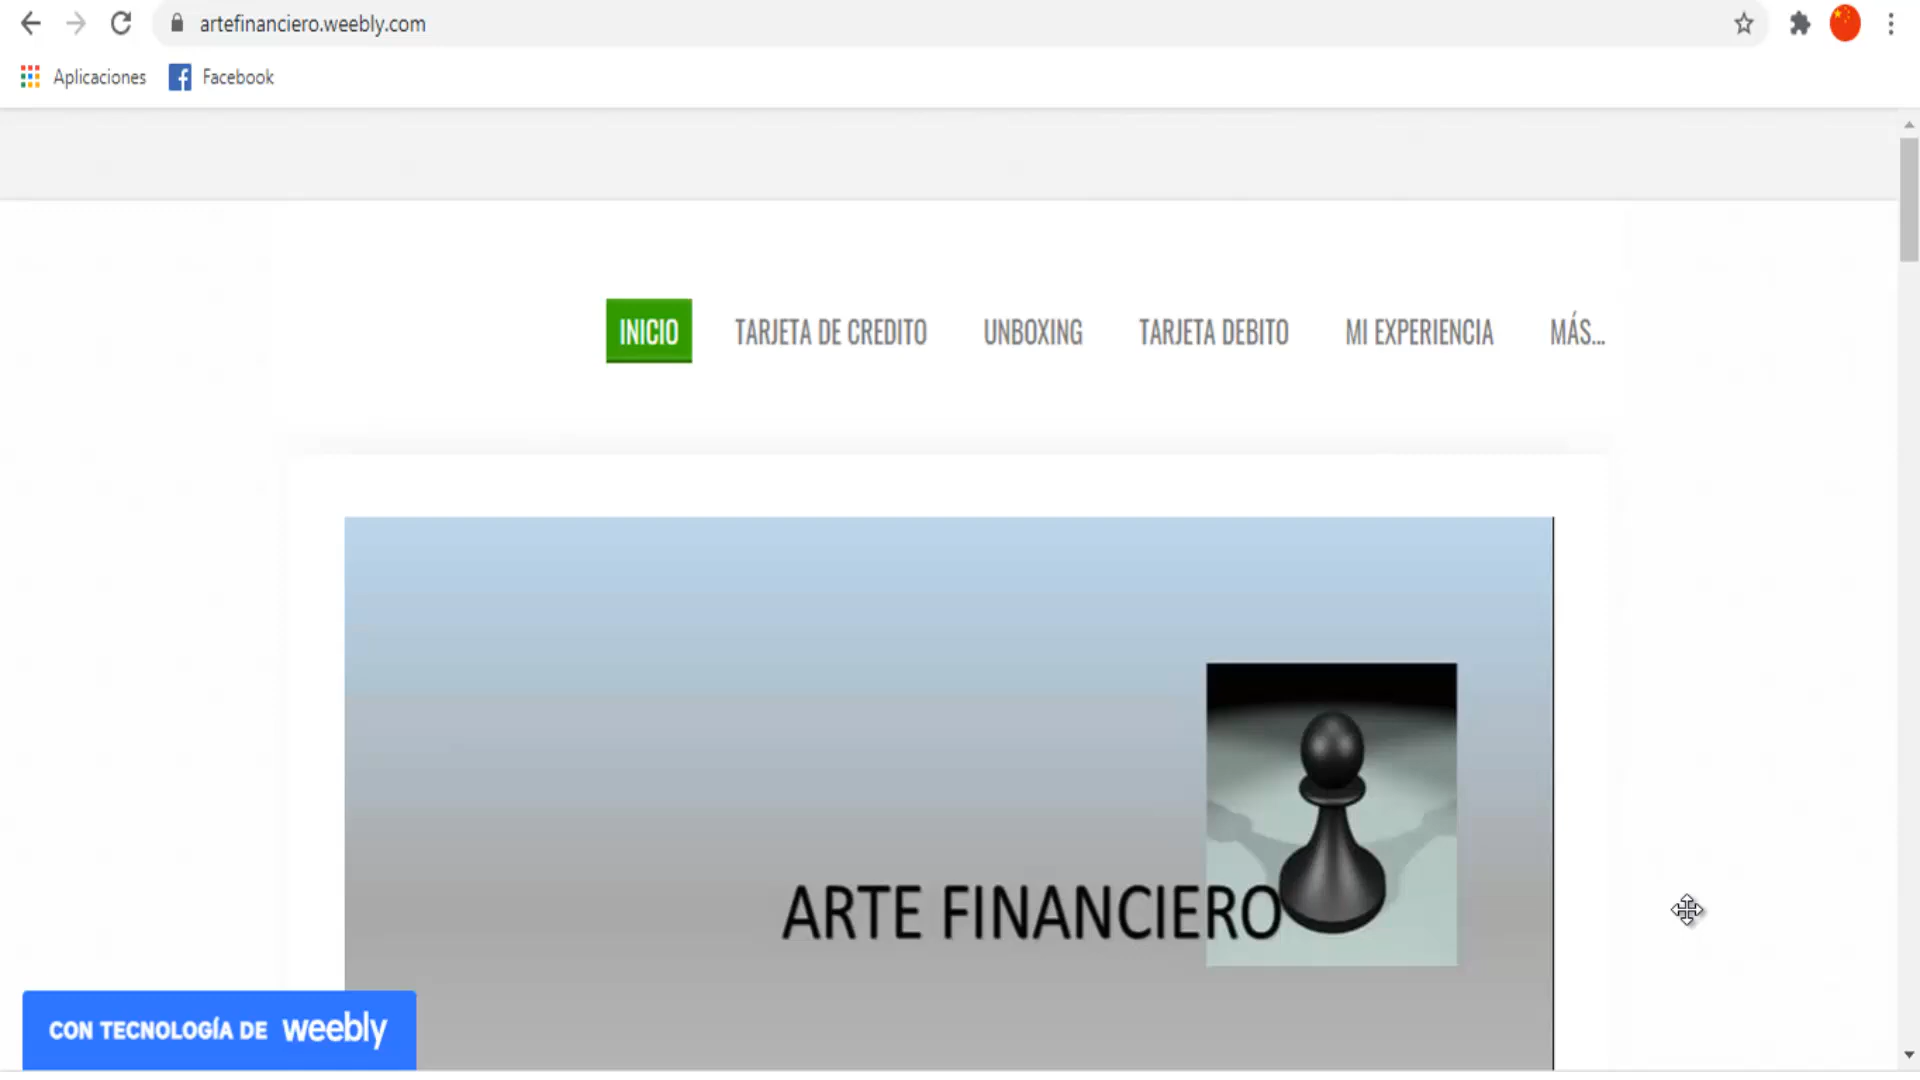 artefinanciero.weebly.com
Aplicaciones Facebook
INICIO TARJETA DE CREDITO UNBOXING TARJETA DEBITO MI EXPERIENCIA MÁS...
ARTE FINANCIERO
CON TECNOLOGÍA DE weebly